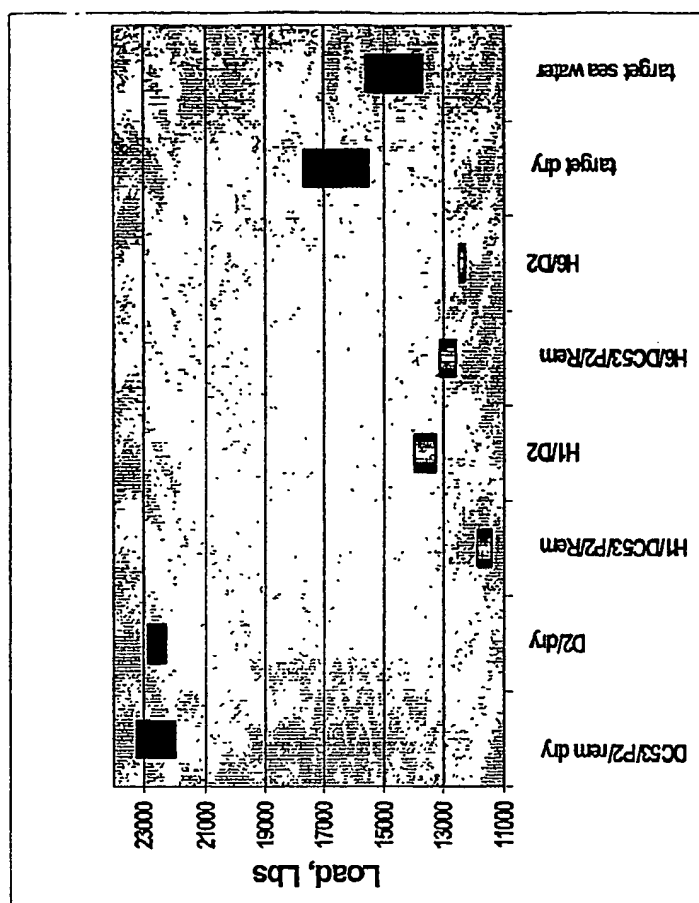 Load, Lbs
23000
21000
19000
17000
15000
13000
11000
DC53/P2/rem dry
D2/dry
H1/DC53/P2/Rem
H1/D2
H6/DC53/P2/Rem
H6/D2
target dry
target sea water